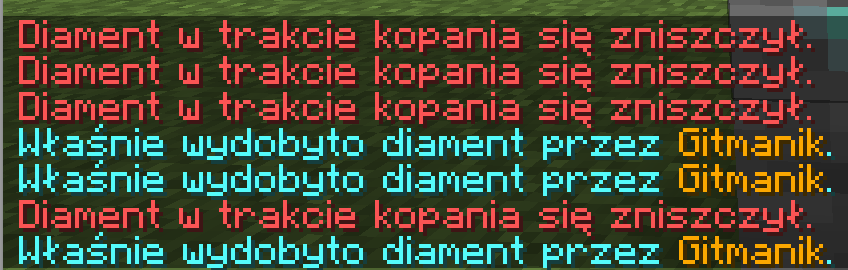 Diament w trakcie kopania się zniszczył.
Diament w trakcie kopania się zniszczył.
Diament w trakcie kopania się zniszczył.
Właśnie wydobyto diament przez Gitmanik.
Właśnie wydobyto diament przez Gitmanik.
Diament w trakcie kopania się zniszczył.
Właśnie wydobyto diament przez Gitmanik.